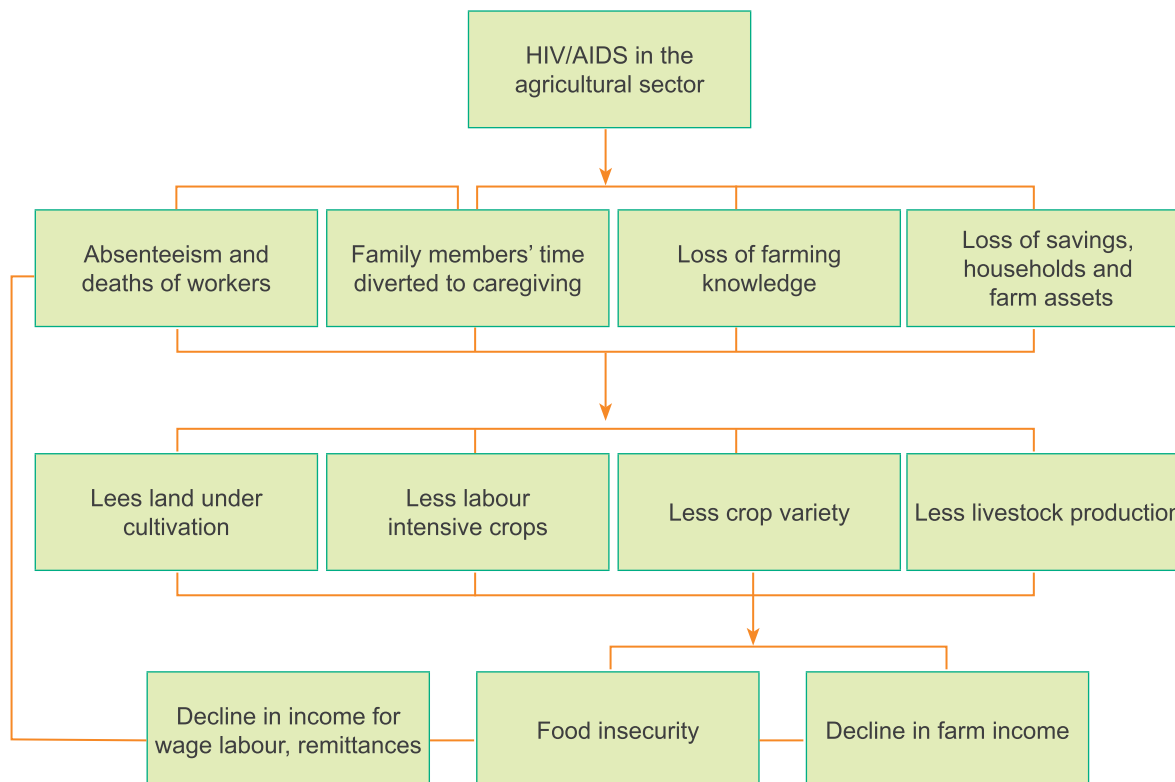 HIV/AIDS in the
agricultural sector
Absenteeism and
deaths of workers
Family members’ time
diverted to caregiving
Loss of farming
knowledge
Loss of savings,
households and
farm assets
Lees land under
cultivation
Less labour
intensive crops
Less crop variety
Less livestock production
Decline in income for
wage labour, remittances
Food insecurity
Decline in farm income